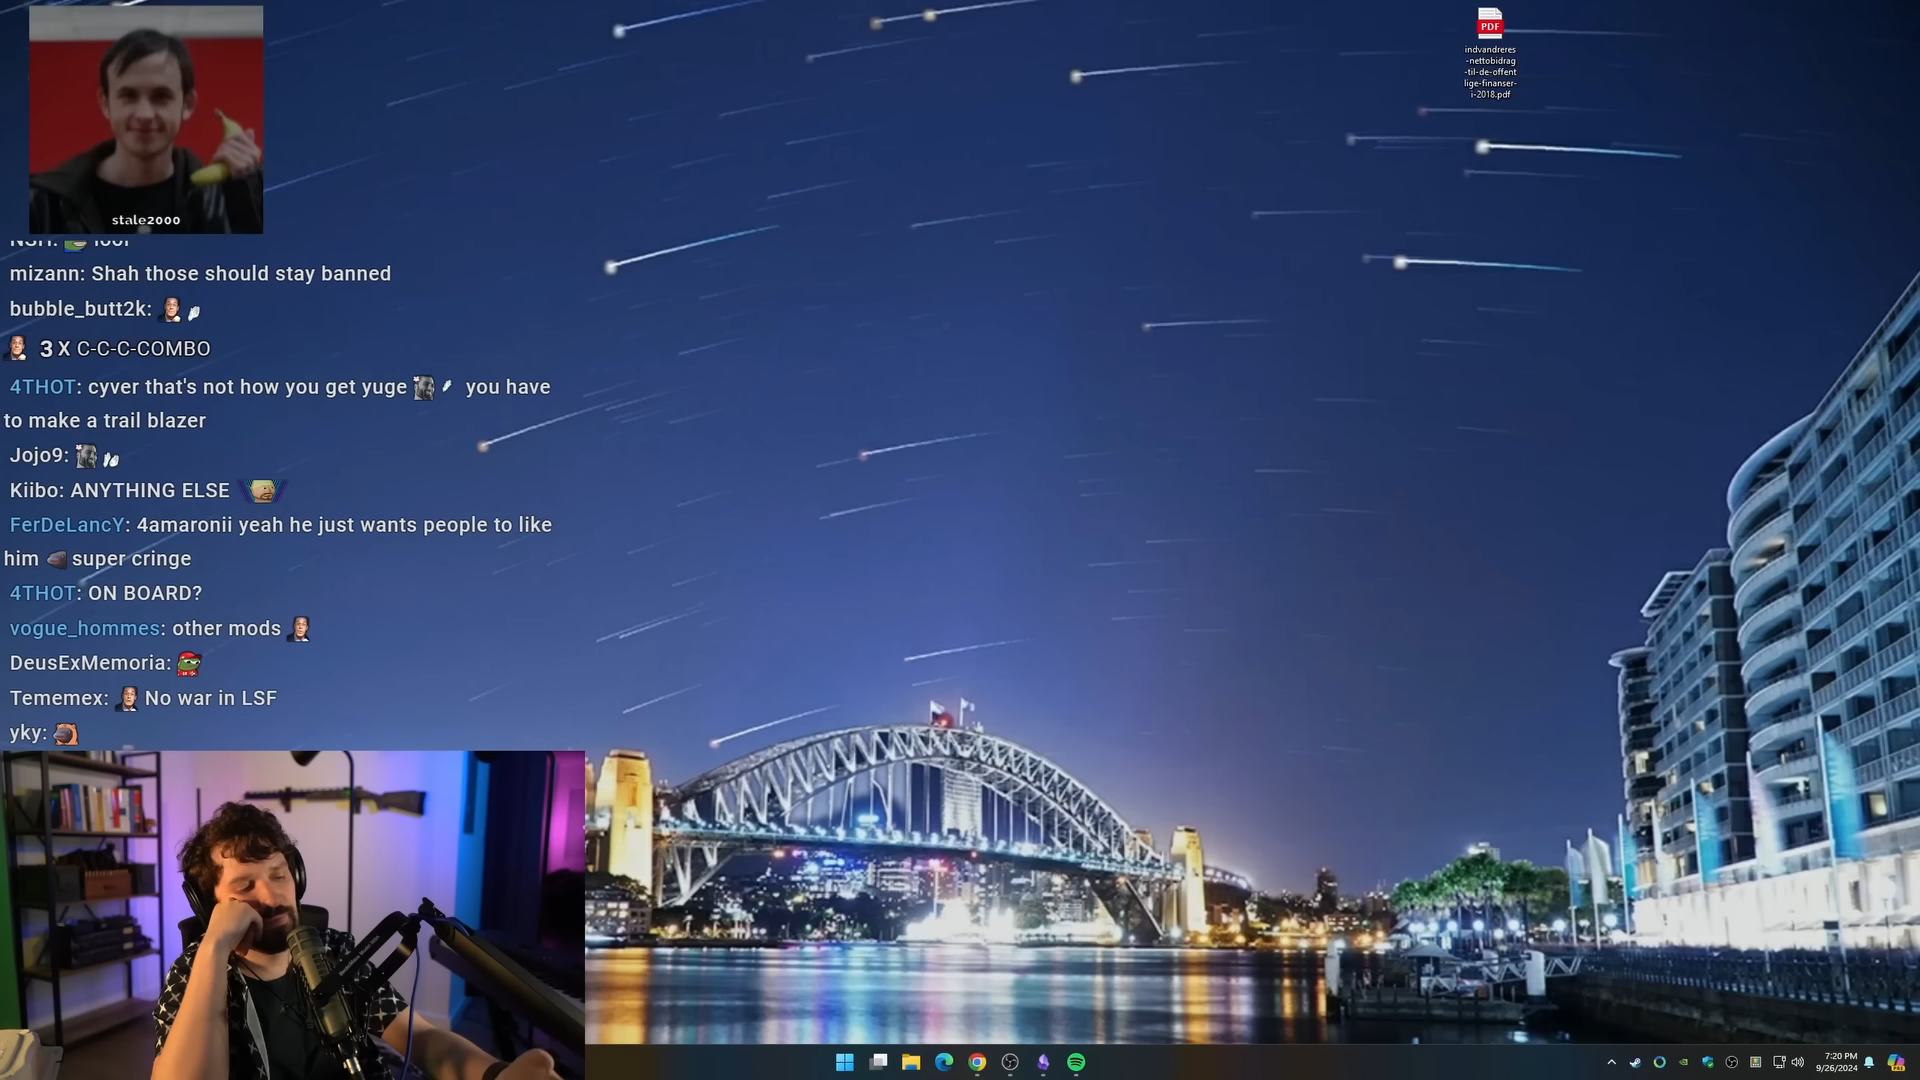 PDF
indvandreres
-nettobidrag
-til-de-offent
lige-finanser-
i-2018.pdf
stale2000
mizann: Shah those should stay banned
bubble_butt2k:
3 X C-C-C-COMBO
4THOT: cyver that's not how you get yuge you have
to make a trail blazer
Jojo9:
Kiibo: ANYTHING ELSE
FerDeLancY: 4amaronii yeah he just wants people to like
him super cringe
4THOT: ON BOARD?
vogue_hommes: other mods
DeusExMemoria:
Tememex: No war in LSF
yky:
7:20 PM
9/26/2024